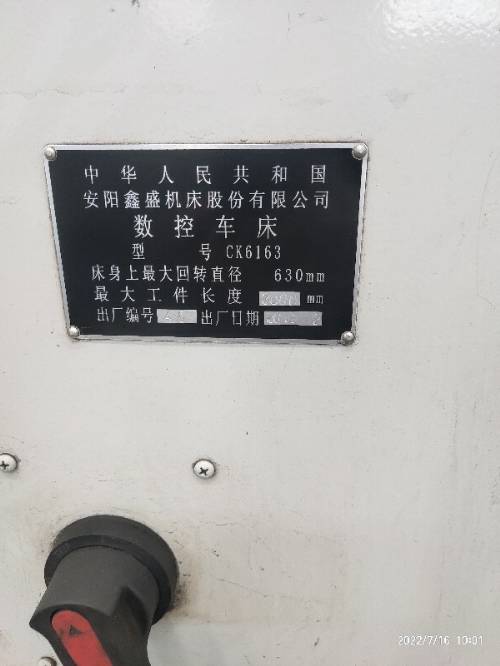 中华人民共和国
安阳鑫盛机床股份有限公司
数控车床
型 号 CK6163
床身上最大回转直径 630mm
最大工件长度 mm
出厂编号 出厂日期
2022/7/16 10:01